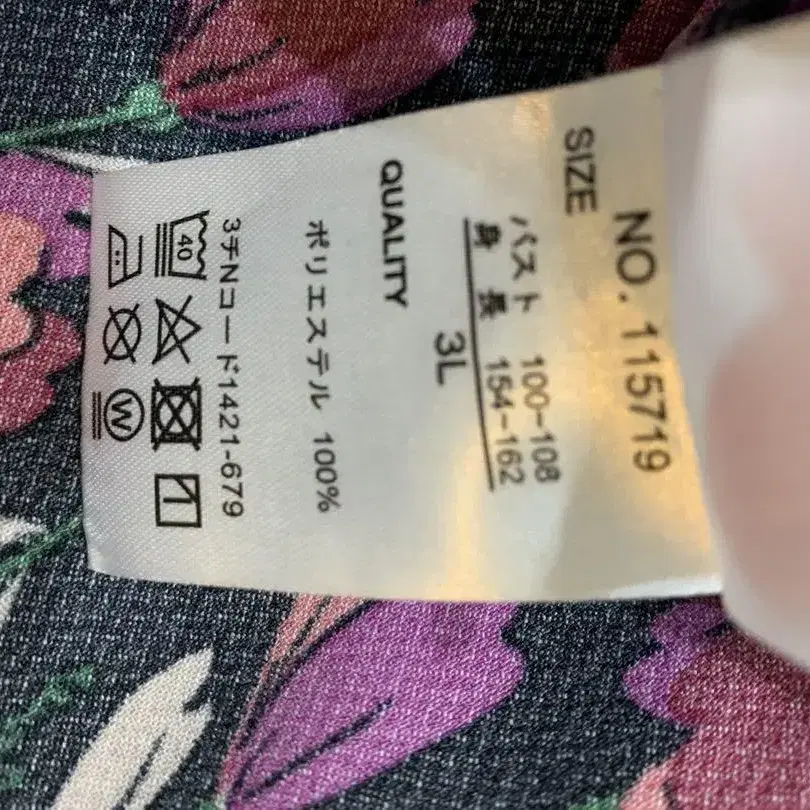 NO. 115719
SIZE
バスト 100-108
身長 154-162
3L
QUALITY
ポリエステル 100%
3チNコード1421-679
40
W